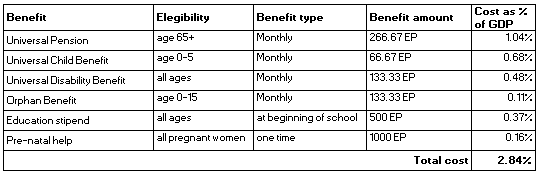 Benefit Elegibility Benefit type Benefit amount Cost as % of GDP
Universal Pension age 65+ Monthly 266.67 EP 1.04%
Universal Child Benefit age 0-5 Monthly 66.67 EP 0.68%
Universal Disability Benefit all ages Monthly 133.33 EP 0.48%
Orphan Benefit age 0-15 Monthly 133.33 EP 0.11%
Education stipend all ages at beginning of school 500 EP 0.37%
Pre-natal help all pregnant women one time 1000 EP 0.16%
Total cost 2.84%